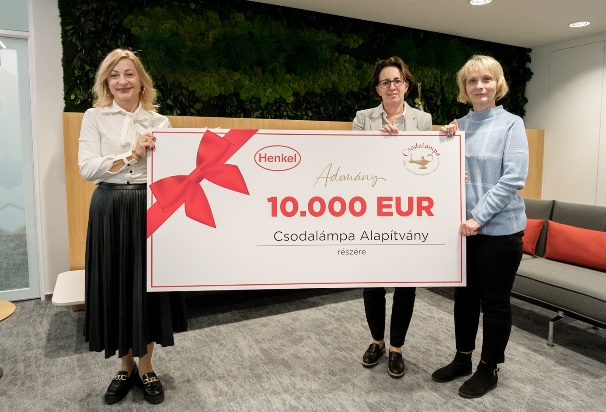 Henkel
Csodalámpa
Adomány
10.000 EUR
Csodalámpa Alapítvány
részére